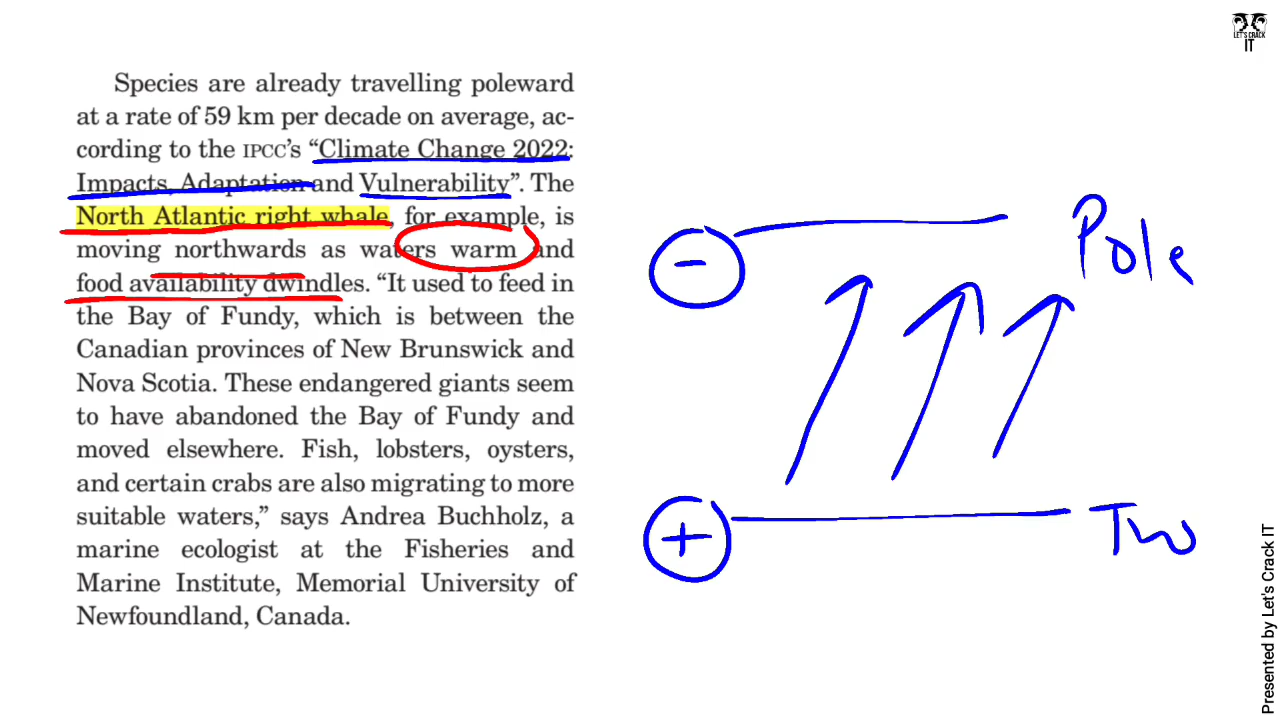 Species are already travelling poleward
at a rate of 59 km per decade on average, ac-
cording to the IPCC's “Climate Change 2022:
Impacts, Adaptation and Vulnerability”. The
North Atlantic right whale, for example, is
moving northwards as waters warm and
food availability dwindles. “It used to feed in
the Bay of Fundy, which is between the
Canadian provinces of New Brunswick and
Nova Scotia. These endangered giants seem
to have abandoned the Bay of Fundy and
moved elsewhere. Fish, lobsters, oysters,
and certain crabs are also migrating to more
suitable waters,” says Andrea Buchholz, a
marine ecologist at the Fisheries and
Marine Institute, Memorial University of
Newfoundland, Canada.
Pole
−
+
LET'S CRACK
IT
Presented by Let's Crack IT